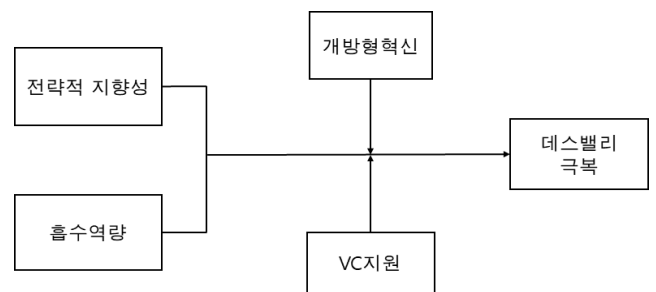 개방형혁신
전략적 지향성
데스밸리
극복
흡수역량
VC지원